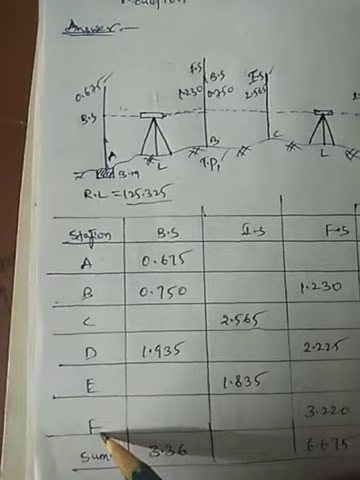 Answer:-
F.S
I.S
0.675
1.230
B.S
0.750
2.565
B.S
A
B
C
B.M
L
T.P1
L
R.L = 125.325
Station B.S I.S F.S
A 0.675
B 0.750 1.230
C 2.565
D 1.935 2.225
E 1.835
F 3.220
Sum 3.36 6.675